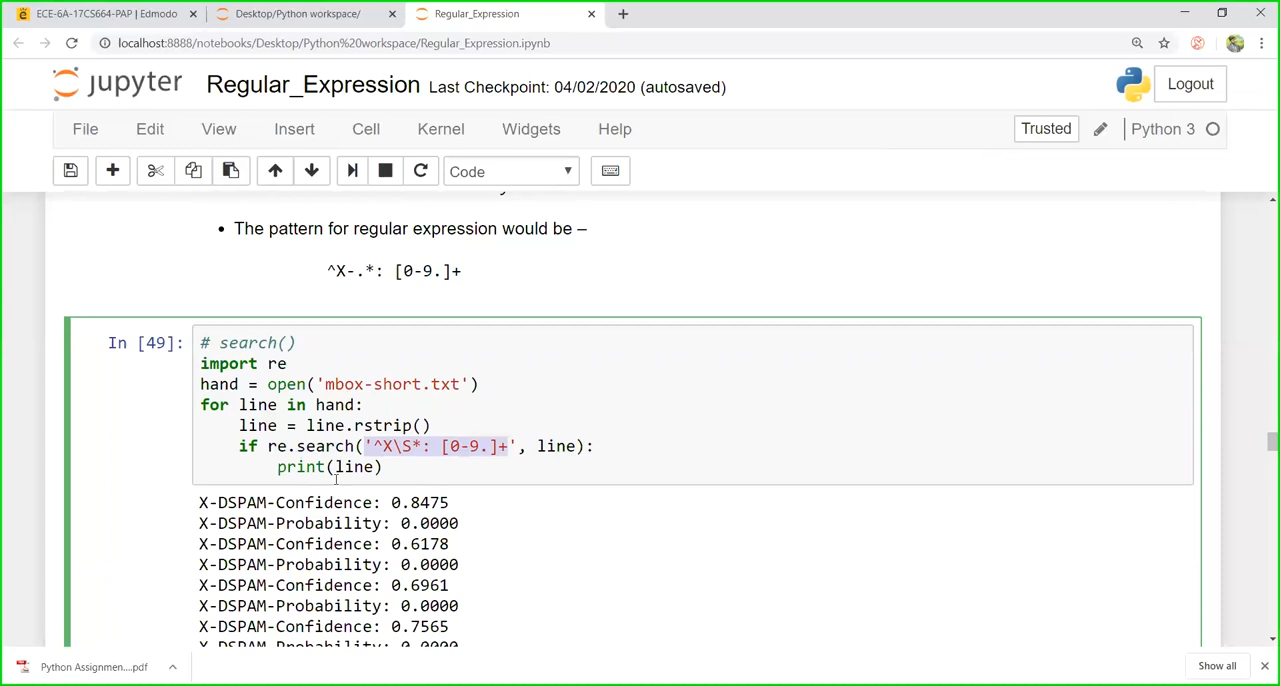 ECE-6A-17CS664-PAP | Edmodo
Desktop/Python workspace/
Regular_Expression
localhost:8888/notebooks/Desktop/Python%20workspace/Regular_Expression.ipynb
jupyter
Regular_Expression Last Checkpoint: 04/02/2020 (autosaved)
Logout
File Edit View Insert Cell Kernel Widgets Help
Trusted
Python 3
Code
• The pattern for regular expression would be –
^X-.*: [0-9.]+
In [49]:
# search()
import re
hand = open('mbox-short.txt')
for line in hand:
    line = line.rstrip()
    if re.search('^X\S*: [0-9.]+', line):
        print(line)
X-DSPAM-Confidence: 0.8475
X-DSPAM-Probability: 0.0000
X-DSPAM-Confidence: 0.6178
X-DSPAM-Probability: 0.0000
X-DSPAM-Confidence: 0.6961
X-DSPAM-Probability: 0.0000
X-DSPAM-Confidence: 0.7565
X-DSPAM-Probability: 0.0000
Python Assignmen....pdf
Show all